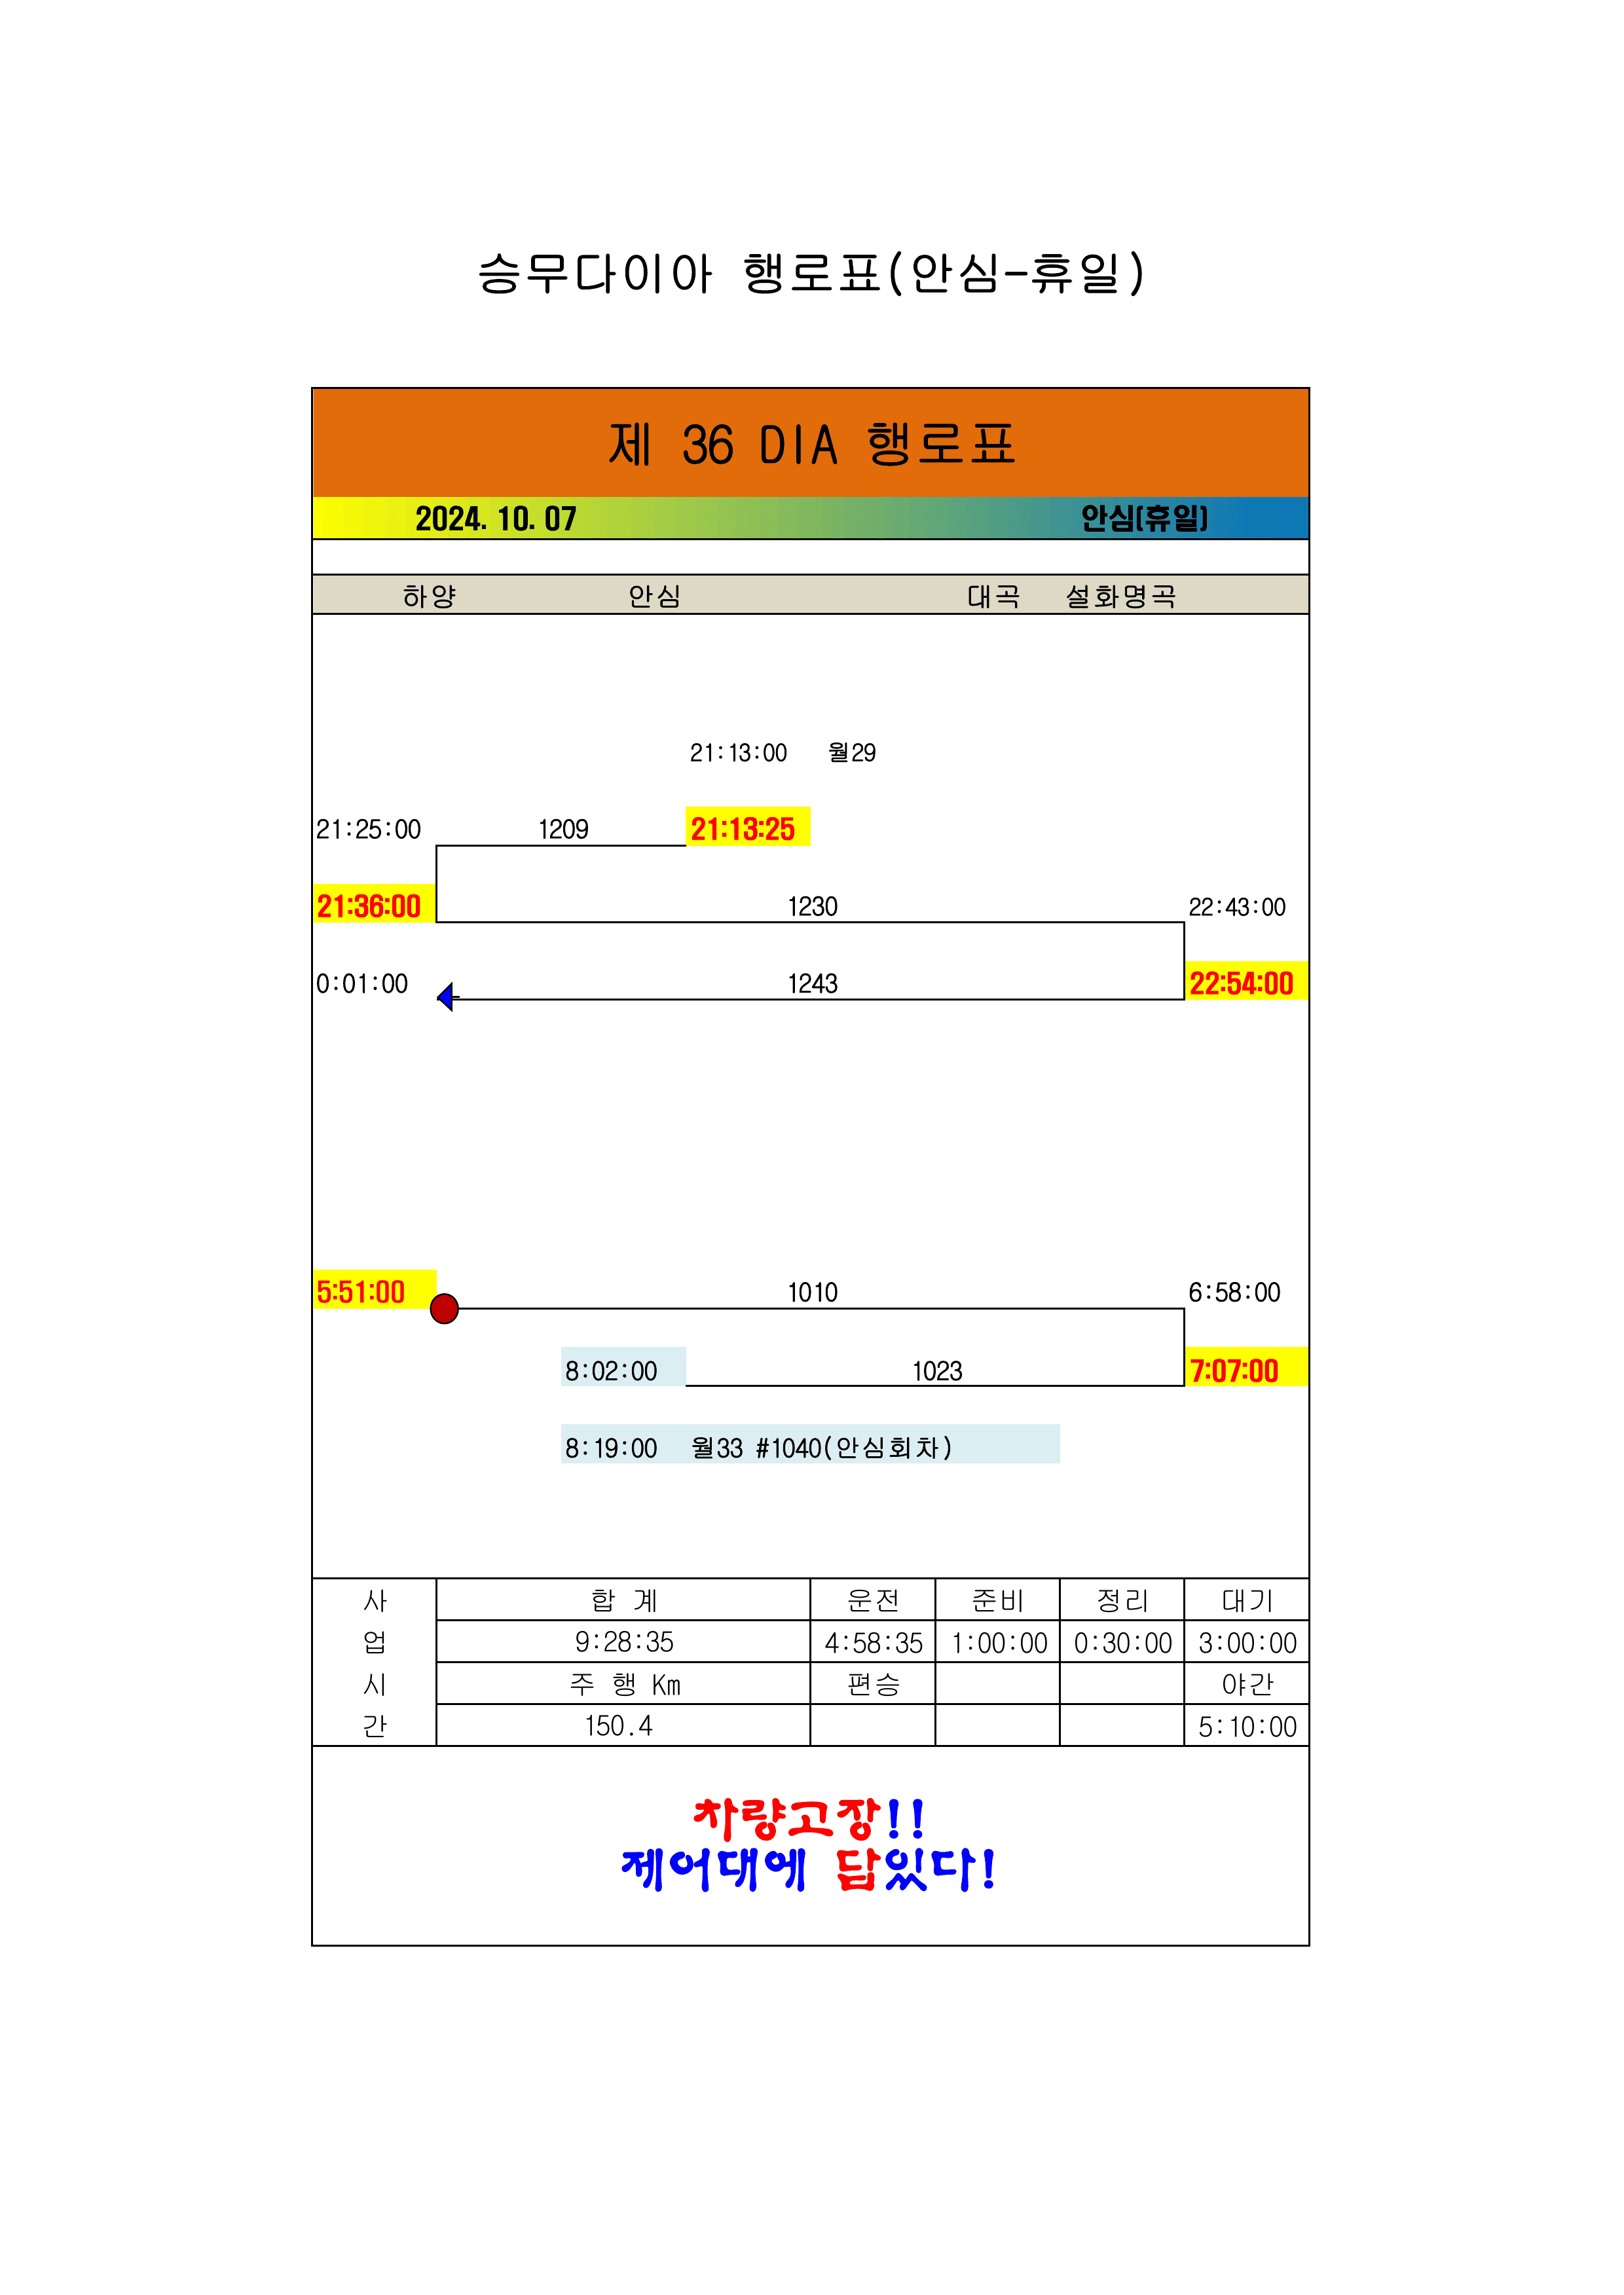 승무다이아 행로표(안심-휴일)
제 36 DIA 행로표
2024. 10. 07 안심(휴일)
하양 안심 대곡 설화명곡
21:13:00 월29
21:25:00 1209 21:13:25
21:36:00 1230 22:43:00
0:01:00 1243 22:54:00
5:51:00 1010 6:58:00
8:02:00 1023 7:07:00
8:19:00 월33 #1040(안심회차)
사 합 계 운전 준비 정리 대기
업 9:28:35 4:58:35 1:00:00 0:30:00 3:00:00
시 주 행 Km 편승 야간
간 150.4 5:10:00
차량고장!!
제어대에 답있다!